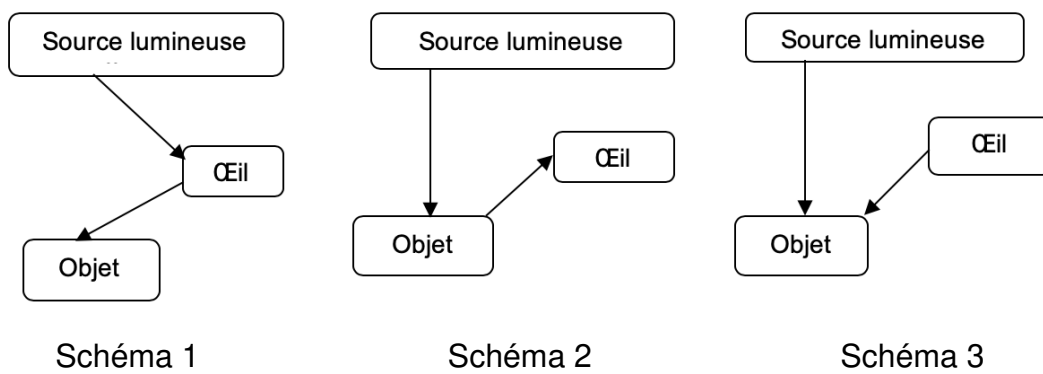 Source lumineuse
Œil
Objet
Schéma 1
Source lumineuse
Œil
Objet
Schéma 2
Source lumineuse
Œil
Objet
Schéma 3